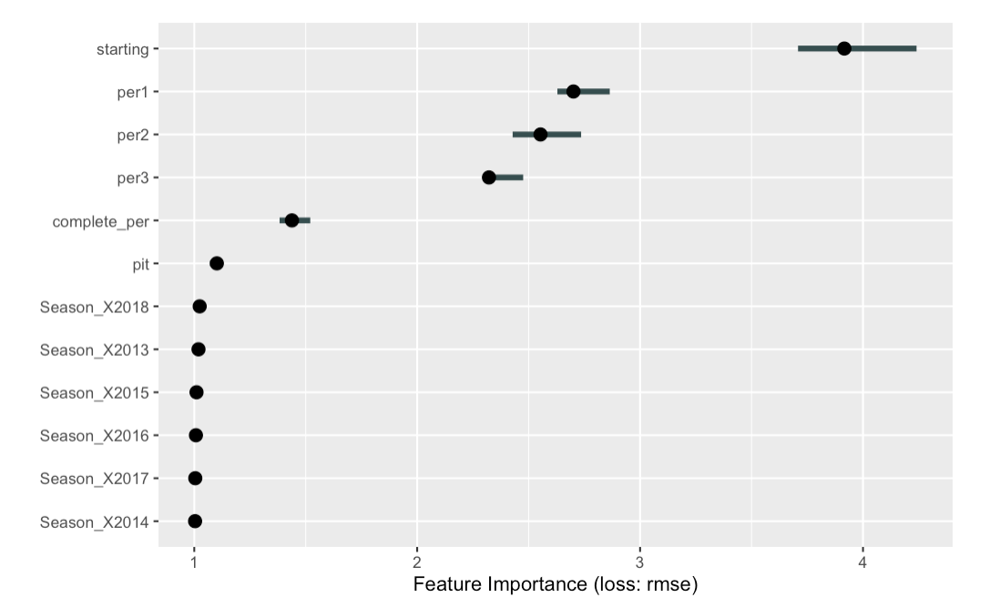 starting
per1
per2
per3
complete_per
pit
Season_X2018
Season_X2013
Season_X2015
Season_X2016
Season_X2017
Season_X2014
1 2 3 4
Feature Importance (loss: rmse)